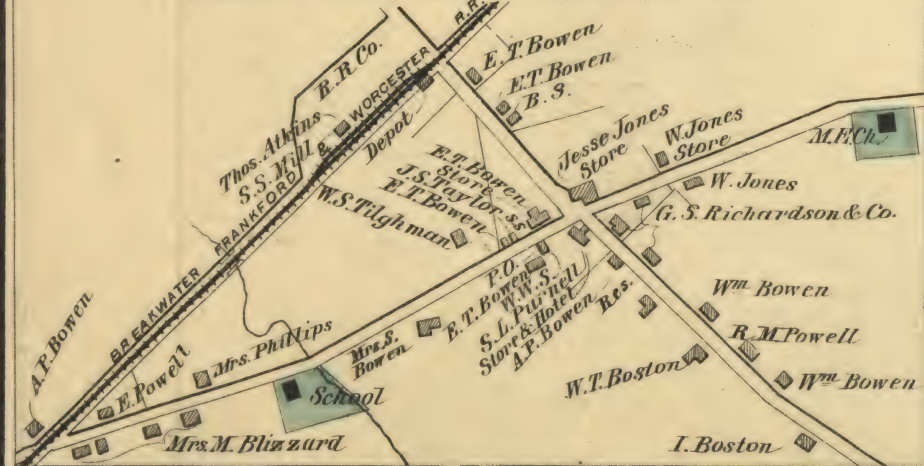 R.R.
E.T. Bowen
E.T. Bowen
B.S.
R.R Co.
BREAKWATER FRANKFORD & WORCESTER
Depot
Thos. Atkins
S.S. Mill
Jesse Jones
Store
W. Jones
Store
M.E. Ch.
W. Jones
G.S. Richardson & Co.
E.T. Bowen
Store
J.S. Taylor S.S
E.T. Bowen
W.S. Tilghman
P.O.
E.T. Bowen
W.W.S.
S.L. Purnell
Store & Hotel
A.P. Bowen
Res.
Wm Bowen
R.M. Powell
Wm Bowen
W.T. Boston
I. Boston
Mrs. S.
Bowen
School
Mrs. Phillips
E. Powell
A.P. Bowen
Mrs. M. Blizzard